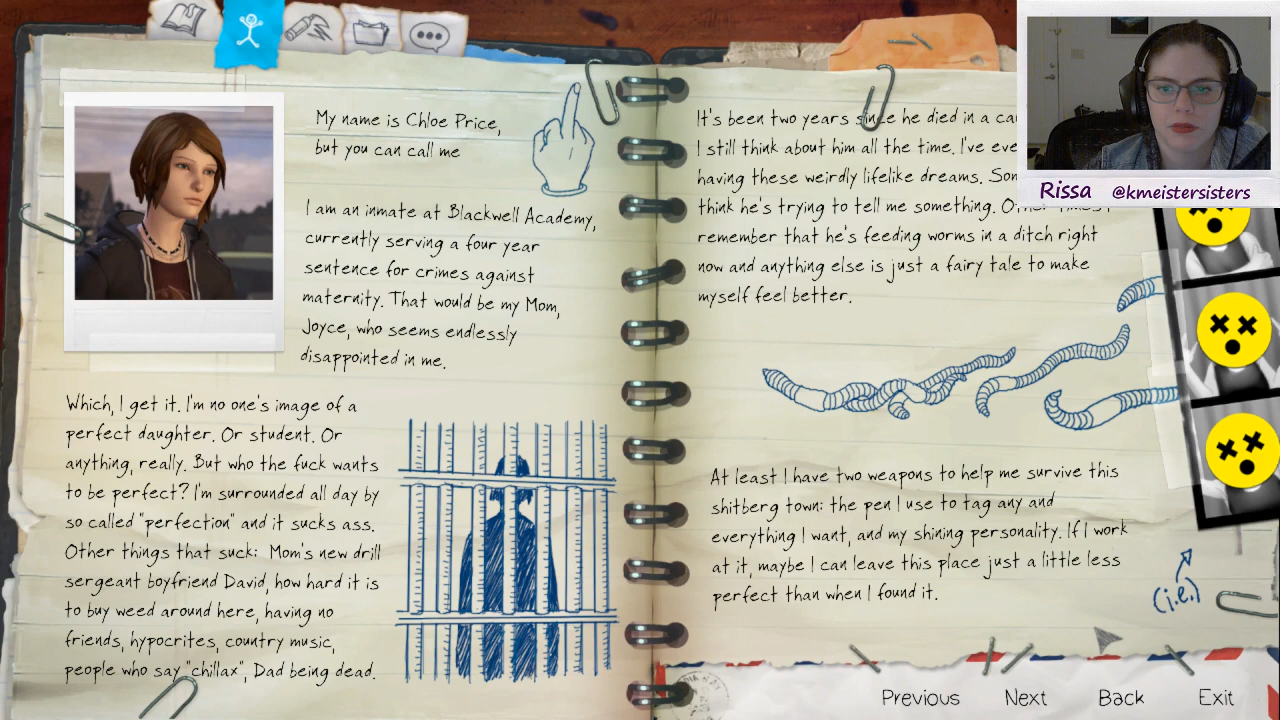 My name is Chloe Price,
but you can call me
I am an inmate at Blackwell Academy,
currently serving a four year
sentence for crimes against
maternity. That would be my Mom,
Joyce, who seems endlessly
disappointed in me.
Which, I get it. I'm no one's image of a
perfect daughter. Or student. Or
anything, really. But who the fuck wants
to be perfect? I'm surrounded all day by
so called "perfection" and it sucks ass.
Other things that suck: Mom's new drill
sergeant boyfriend David, how hard it is
to buy weed around here, having no
friends, hypocrites, country music,
people who say "chillax", Dad being dead.
It's been two years since he died in a
I still think about him all the time. I've
having these weirdly lifelike dreams.
think he's trying to tell me something.
remember that he's feeding worms in a ditch right
now and anything else is just a fairy tale to make
myself feel better.
At least I have two weapons to help me survive this
shitberg town: the pen I use to tag any and
everything I want, and my shining personality. If I work
at it, maybe I can leave this place just a little less
perfect than when I found it.
(i.e.)
Previous Next Back Exit
Rissa @kmeistersisters